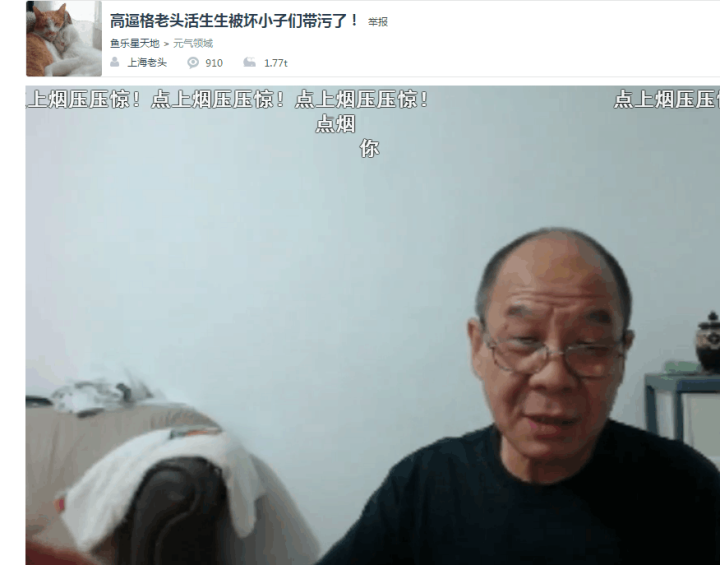 高逼格老头活生生被坏小子们带污了！ 举报
鱼乐星天地 > 元气领域
上海老头 910 1.77t
上烟压压惊！点上烟压压惊！点上烟压压惊！ 点上烟压压惊
点烟
你